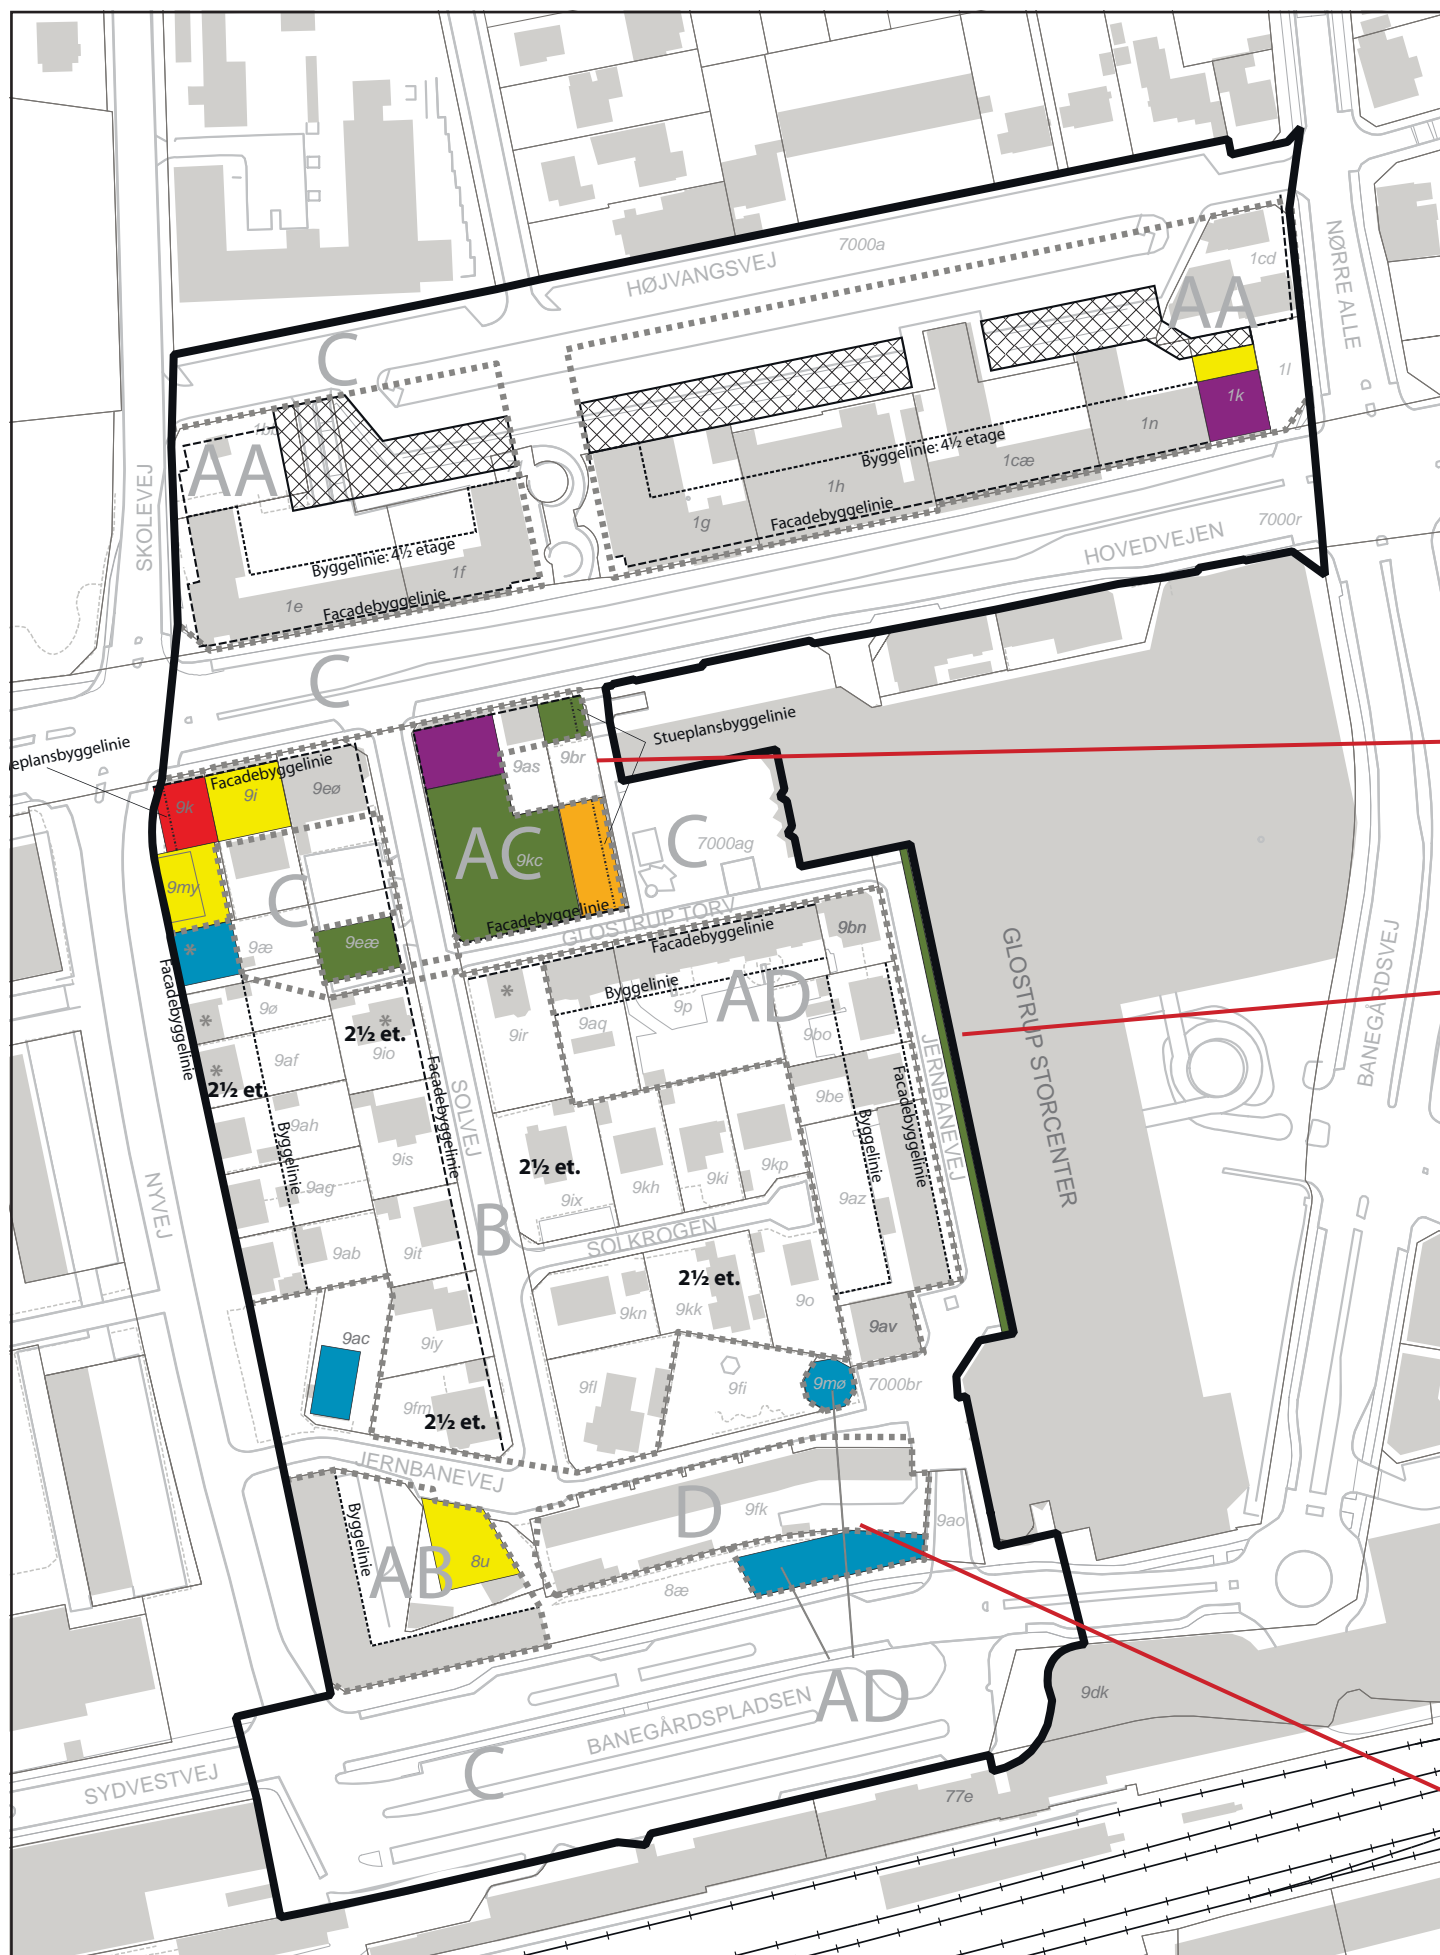 7000a
HØJVANGSVEJ
NØRRE ALLE
1cd
AA
C
1l
1k
1n
AA
Byggelinie: 4½ etage
1cæ
1h
Facadebyggelinie
1g
7000r
HOVEDVEJEN
SKOLEVEJ
Byggelinie: 4½ etage
1f
1e
Facadebyggelinie
C
Stueplansbyggelinie
eplansbyggelinie
9as
9br
Facadebyggelinie
9k
9i
9eø
AC
9kc
C
7000ag
9my
C
Facadebyggelinie
GLOSTRUP TORV
Facadebyggelinie
9bn
*
9æ
9eæ
GLOSTRUP STORCENTER
BANEGÅRDSVEJ
Facadebyggelinie
*
Byggelinie
9p
AD
9ø
*
*
2½ et.
9ir
9aq
9bo
9af
9io
*
2½ et.
Facadebyggelinie
SOLVEJ
JERNBANEVEJ
Facadebyggelinie
9be
9ah
Byggelinie
Byggelinie
9is
2½ et.
9kh
9ki
9kp
9ag
9ix
9az
NYVEJ
9ab
9it
B
SOLKROGEN
2½ et.
9kn
9kk
9o
9av
9ac
9iy
9fl
9fi
9mø
7000br
9fm
2½ et.
JERNBANEVEJ
D
9fk
9ao
Byggelinie
AB
8u
8æ
AD
9dk
BANEGÅRDSPLADSEN
SYDVESTVEJ
C
77e